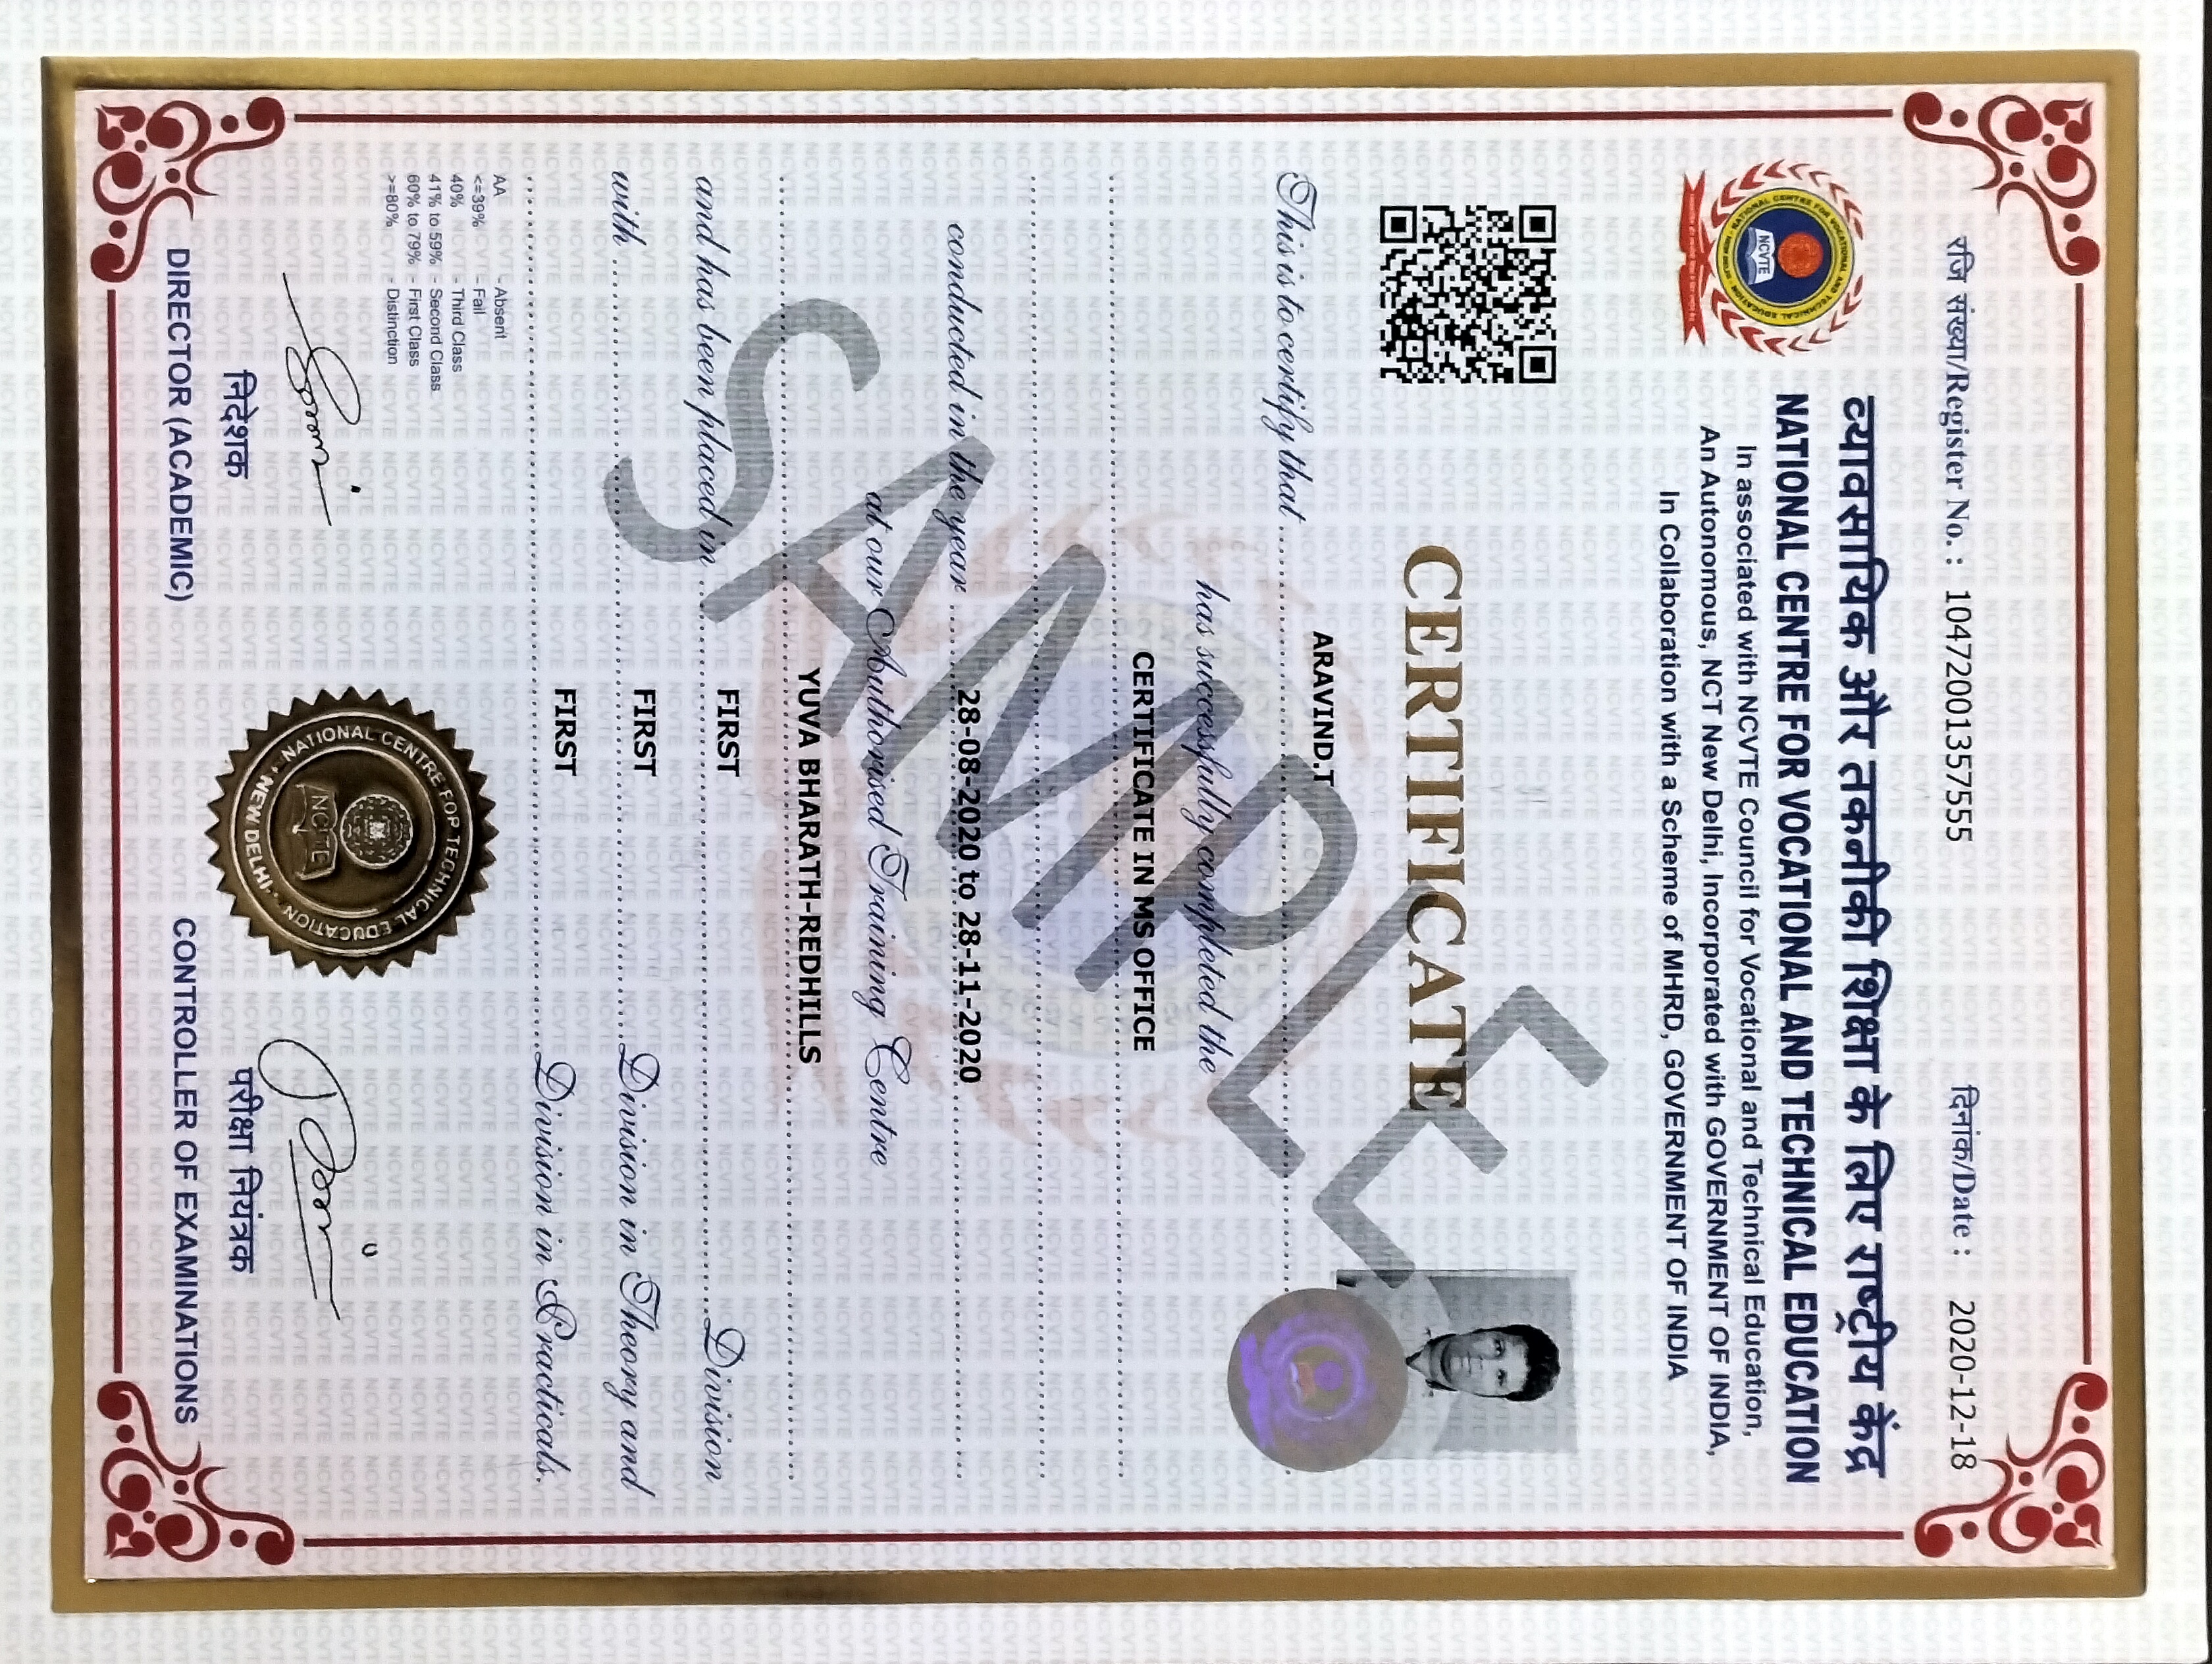 रजि संख्या/Register No. : 104720013575​55
दिनांक/Date : 2020-12-18
व्यावसायिक और तकनीकी शिक्षा के लिए राष्ट्रीय केंद्र
NATIONAL CENTRE FOR VOCATIONAL AND TECHNICAL EDUCATION
In associated with NCVTE Council for Vocational and Technical Education,
An Autonomous, NCT New Delhi, Incorporated with GOVERNMENT OF INDIA,
In Collaboration with a Scheme of MHRD, GOVERNMENT OF INDIA
NCVTE
CERTIFICATE
This is to certify that ARAVIND.T
has successfully completed the
CERTIFICATE IN MS OFFICE
conducted in the year 28-08-2020 to 28-11-2020
at our Authorised Training Centre
YUVA BHARATH-REDHILLS
and has been placed in FIRST Division
with FIRST Division in Theory and
FIRST Division in Practicals.
SAMPLE
AA - Absent
<=39% - Fail
40% - Third Class
41% to 59% - Second Class
60% to 79% - First Class
>=80% - Distinction
NATIONAL CENTRE FOR TECHNICAL EDUCATION
NCVTE
NEW DELHI
निदेशक
DIRECTOR (ACADEMIC)
परीक्षा नियंत्रक
CONTROLLER OF EXAMINATIONS